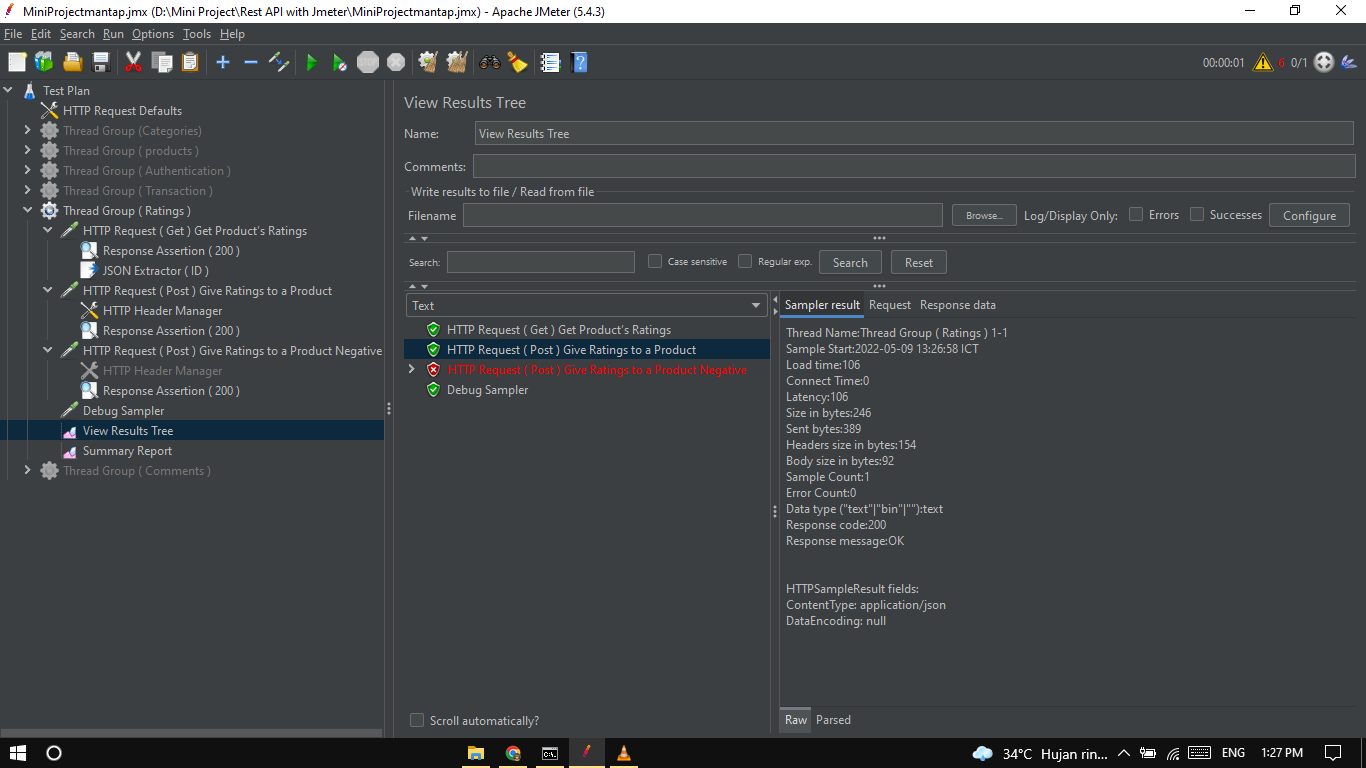 MiniProjectmantap.jmx (D:\Mini Project\Rest API with Jmeter\MiniProjectmantap.jmx) - Apache JMeter (5.4.3)
File Edit Search Run Options Tools Help
STOP
00:00:01 6 0/1
Test Plan
HTTP Request Defaults
Thread Group (Categories)
Thread Group ( products )
Thread Group ( Authentication )
Thread Group ( Transaction )
Thread Group ( Ratings )
HTTP Request ( Get ) Get Product's Ratings
Response Assertion ( 200 )
JSON Extractor ( ID )
HTTP Request ( Post ) Give Ratings to a Product
HTTP Header Manager
Response Assertion ( 200 )
HTTP Request ( Post ) Give Ratings to a Product Negative
HTTP Header Manager
Response Assertion ( 200 )
Debug Sampler
View Results Tree
Summary Report
Thread Group ( Comments )
View Results Tree
Name: View Results Tree
Comments:
Write results to file / Read from file
Filename Browse... Log/Display Only: Errors Successes Configure
Search: Case sensitive Regular exp. Search Reset
Text
HTTP Request ( Get ) Get Product's Ratings
HTTP Request ( Post ) Give Ratings to a Product
HTTP Request ( Post ) Give Ratings to a Product Negative
Debug Sampler
Scroll automatically?
Sampler result Request Response data
Thread Name:Thread Group ( Ratings ) 1-1
Sample Start:2022-05-09 13:26:58 ICT
Load time:106
Connect Time:0
Latency:106
Size in bytes:246
Sent bytes:389
Headers size in bytes:154
Body size in bytes:92
Sample Count:1
Error Count:0
Data type ("text"|"bin"|""):text
Response code:200
Response message:OK
HTTPSampleResult fields:
ContentType: application/json
DataEncoding: null
Raw Parsed
34°C Hujan rin... ENG 1:27 PM